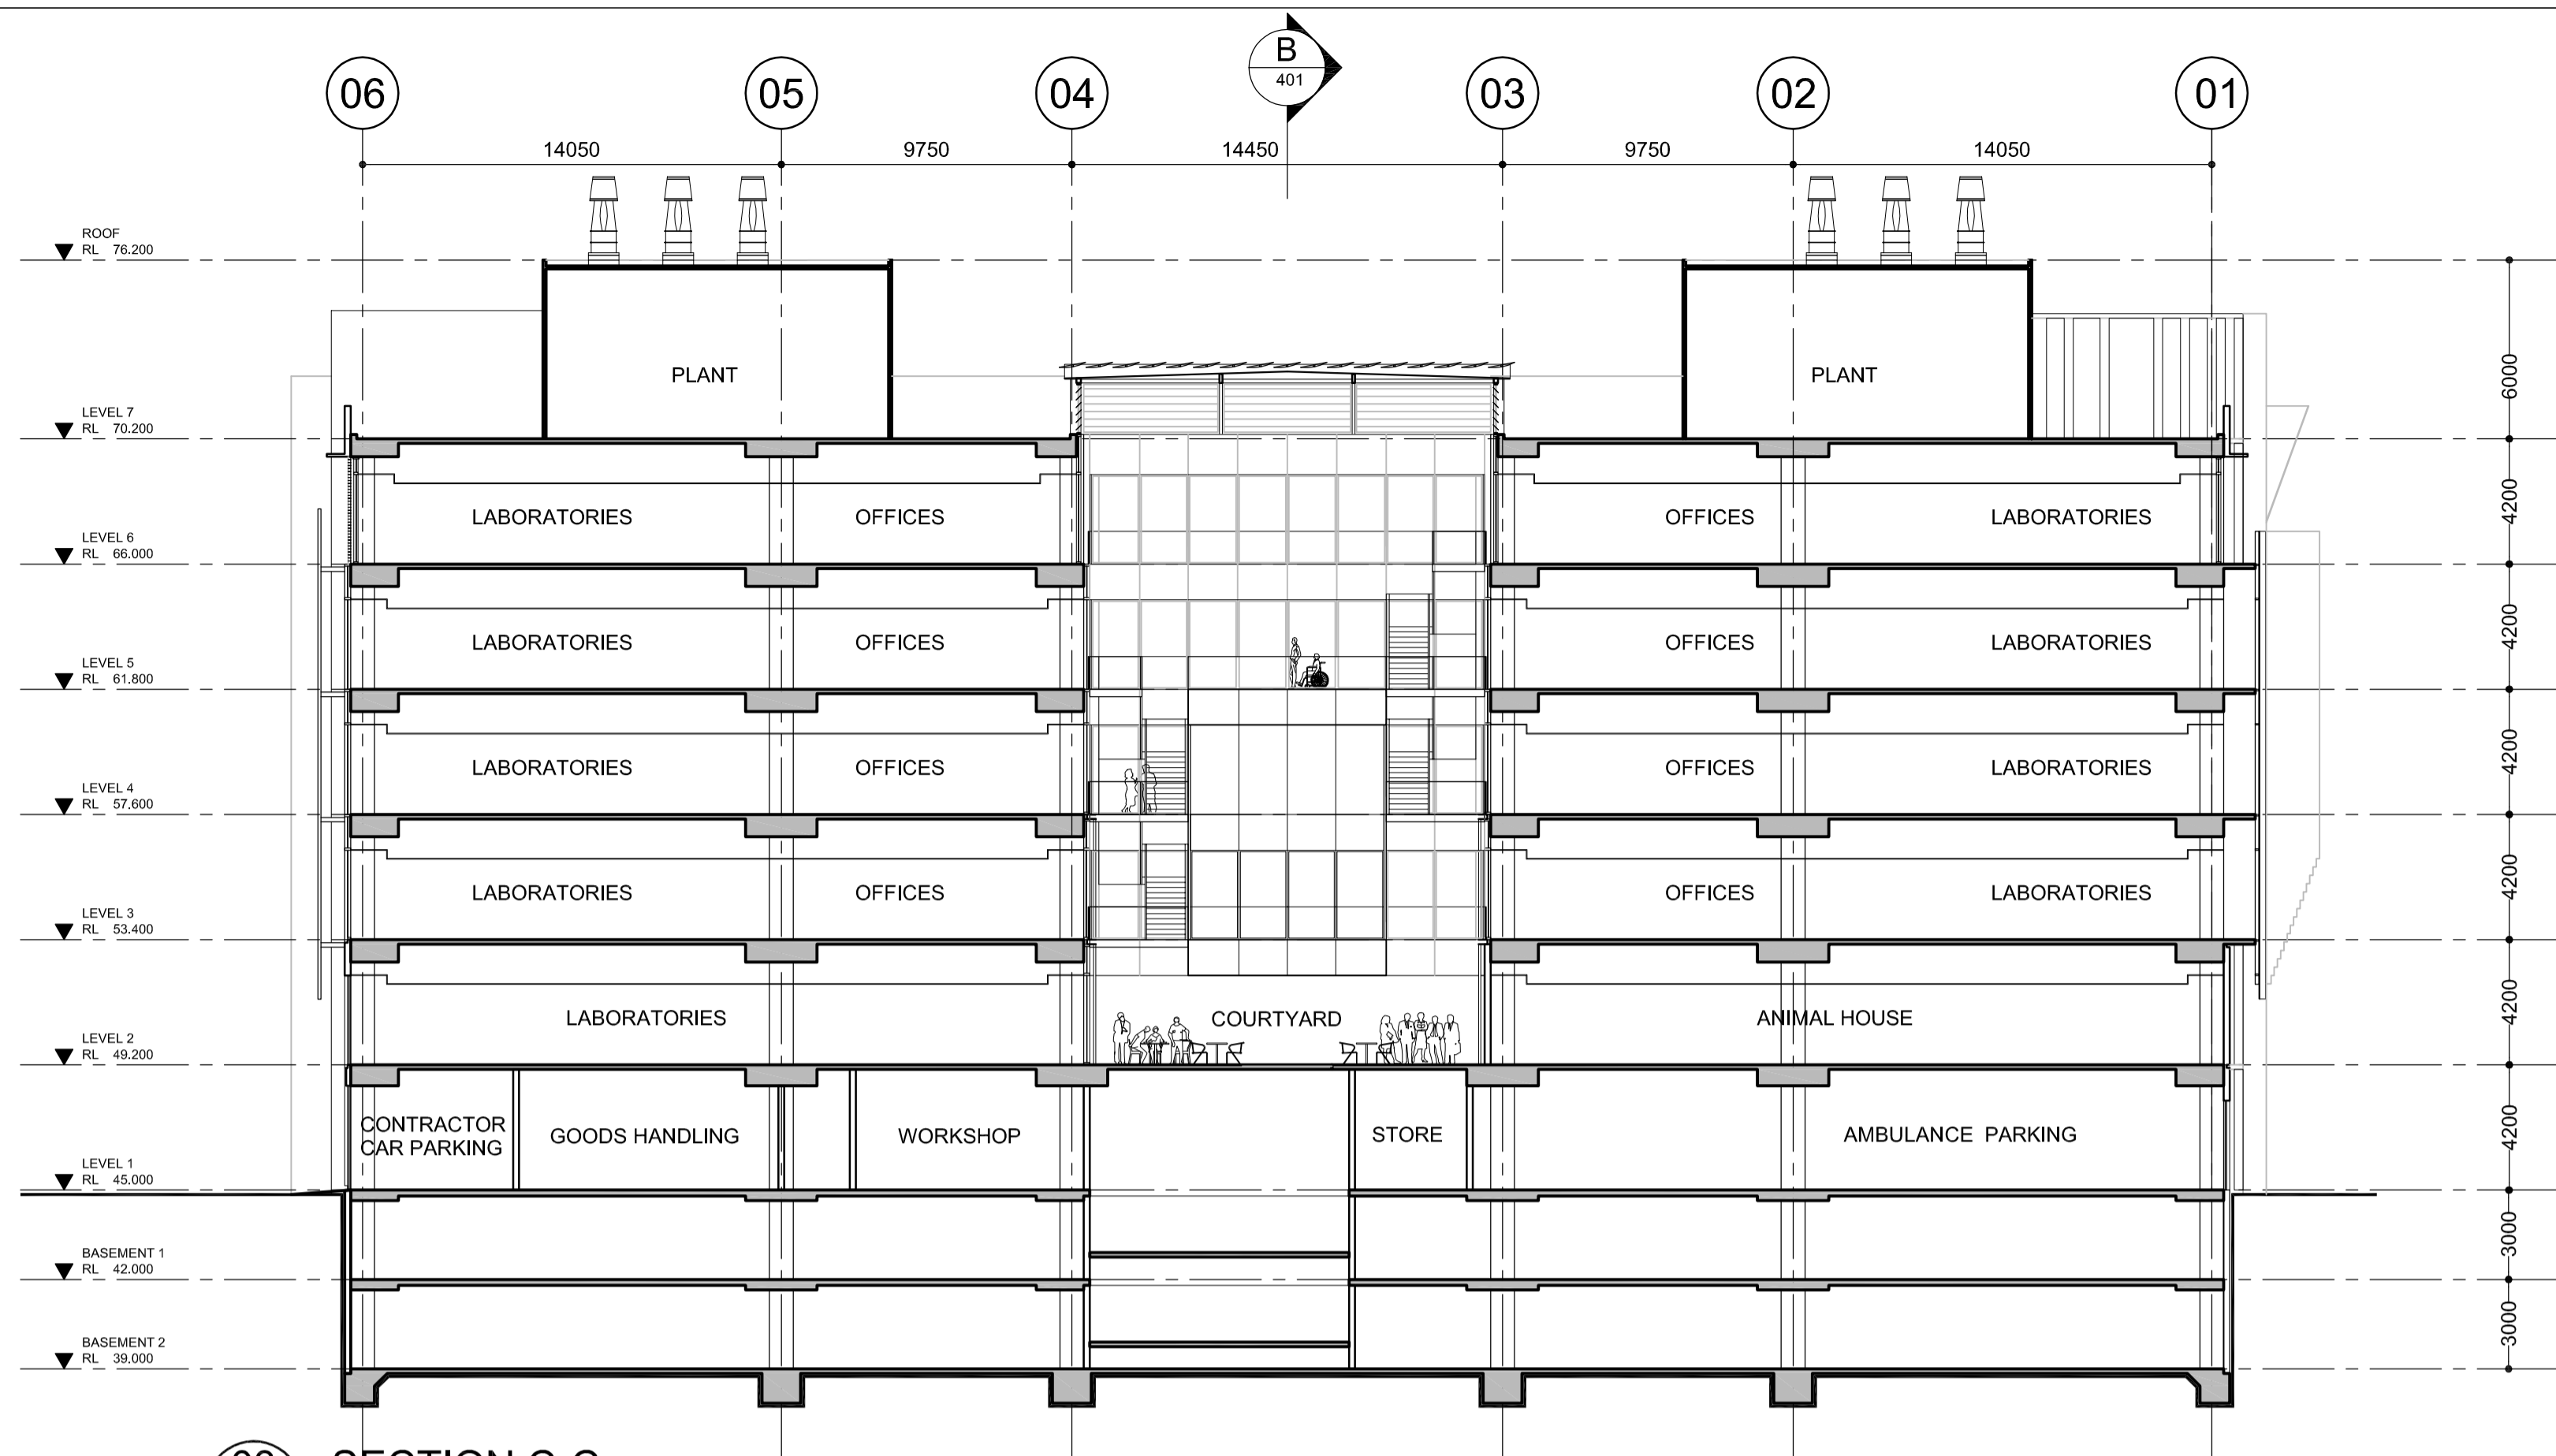 B
401
06
05
04
03
02
01
14050
9750
14450
9750
14050
ROOF
RL 76.200
PLANT
PLANT
6000
LEVEL 7
RL 70.200
LABORATORIES
OFFICES
OFFICES
LABORATORIES
4200
LEVEL 6
RL 66.000
LABORATORIES
OFFICES
OFFICES
LABORATORIES
4200
LEVEL 5
RL 61.800
LABORATORIES
OFFICES
OFFICES
LABORATORIES
4200
LEVEL 4
RL 57.600
LABORATORIES
OFFICES
OFFICES
LABORATORIES
4200
LEVEL 3
RL 53.400
LABORATORIES
COURTYARD
ANIMAL HOUSE
4200
LEVEL 2
RL 49.200
CONTRACTOR
CAR PARKING
GOODS HANDLING
WORKSHOP
STORE
AMBULANCE PARKING
4200
LEVEL 1
RL 45.000
3000
BASEMENT 1
RL 42.000
3000
BASEMENT 2
RL 39.000
SECTION